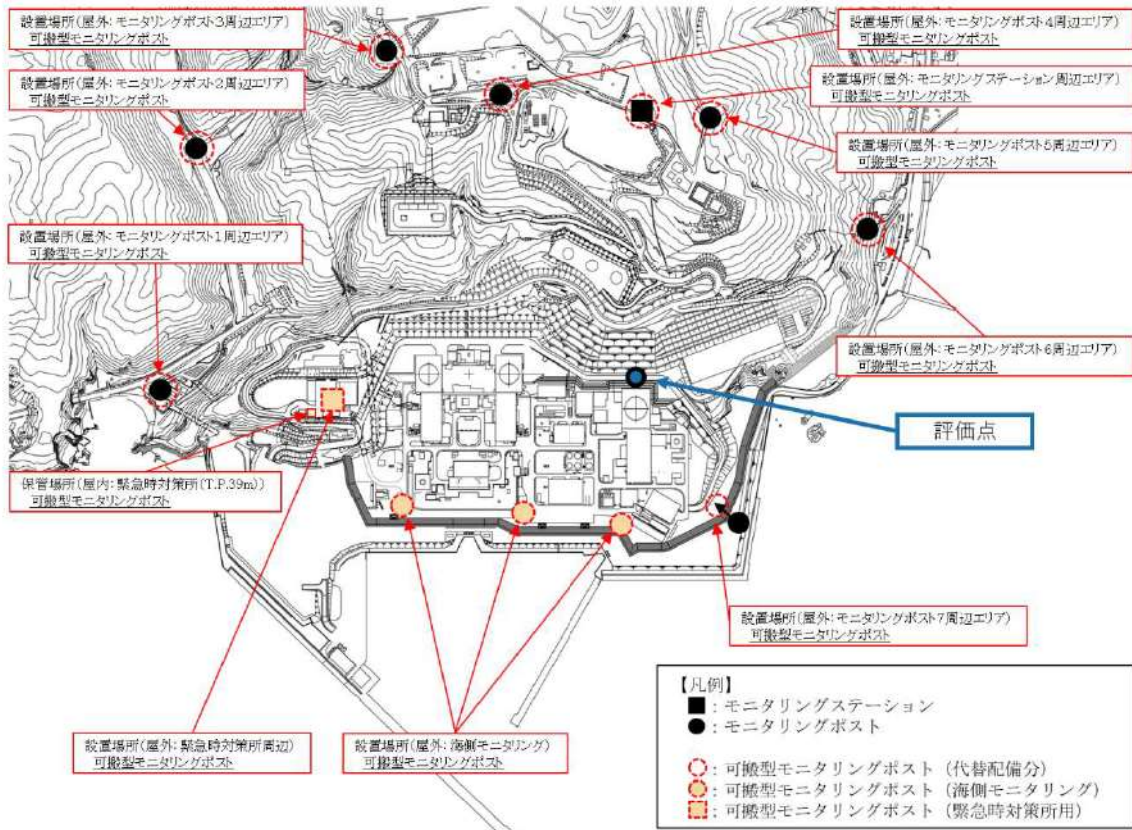 設置場所(屋外:モニタリングポスト3周辺エリア)
可搬型モニタリングポスト
設置場所(屋外:モニタリングポスト4周辺エリア)
可搬型モニタリングポスト
設置場所(屋外:モニタリングポスト2周辺エリア)
可搬型モニタリングポスト
設置場所(屋外:モニタリングステーション周辺エリア)
可搬型モニタリングポスト
設置場所(屋外:モニタリングポスト5周辺エリア)
可搬型モニタリングポスト
設置場所(屋外:モニタリングポスト1周辺エリア)
可搬型モニタリングポスト
設置場所(屋外:モニタリングポスト6周辺エリア)
可搬型モニタリングポスト
評価点
保管場所(屋内:緊急時対策所(T.P.39m))
可搬型モニタリングポスト
設置場所(屋外:モニタリングポスト7周辺エリア)
可搬型モニタリングポスト
設置場所(屋外:緊急時対策所周辺)
可搬型モニタリングポスト
設置場所(屋外:海側モニタリング)
可搬型モニタリングポスト
【凡例】
■:モニタリングステーション
●:モニタリングポスト
:可搬型モニタリングポスト(代替配備分)
:可搬型モニタリングポスト(海側モニタリング)
:可搬型モニタリングポスト(緊急時対策所用)